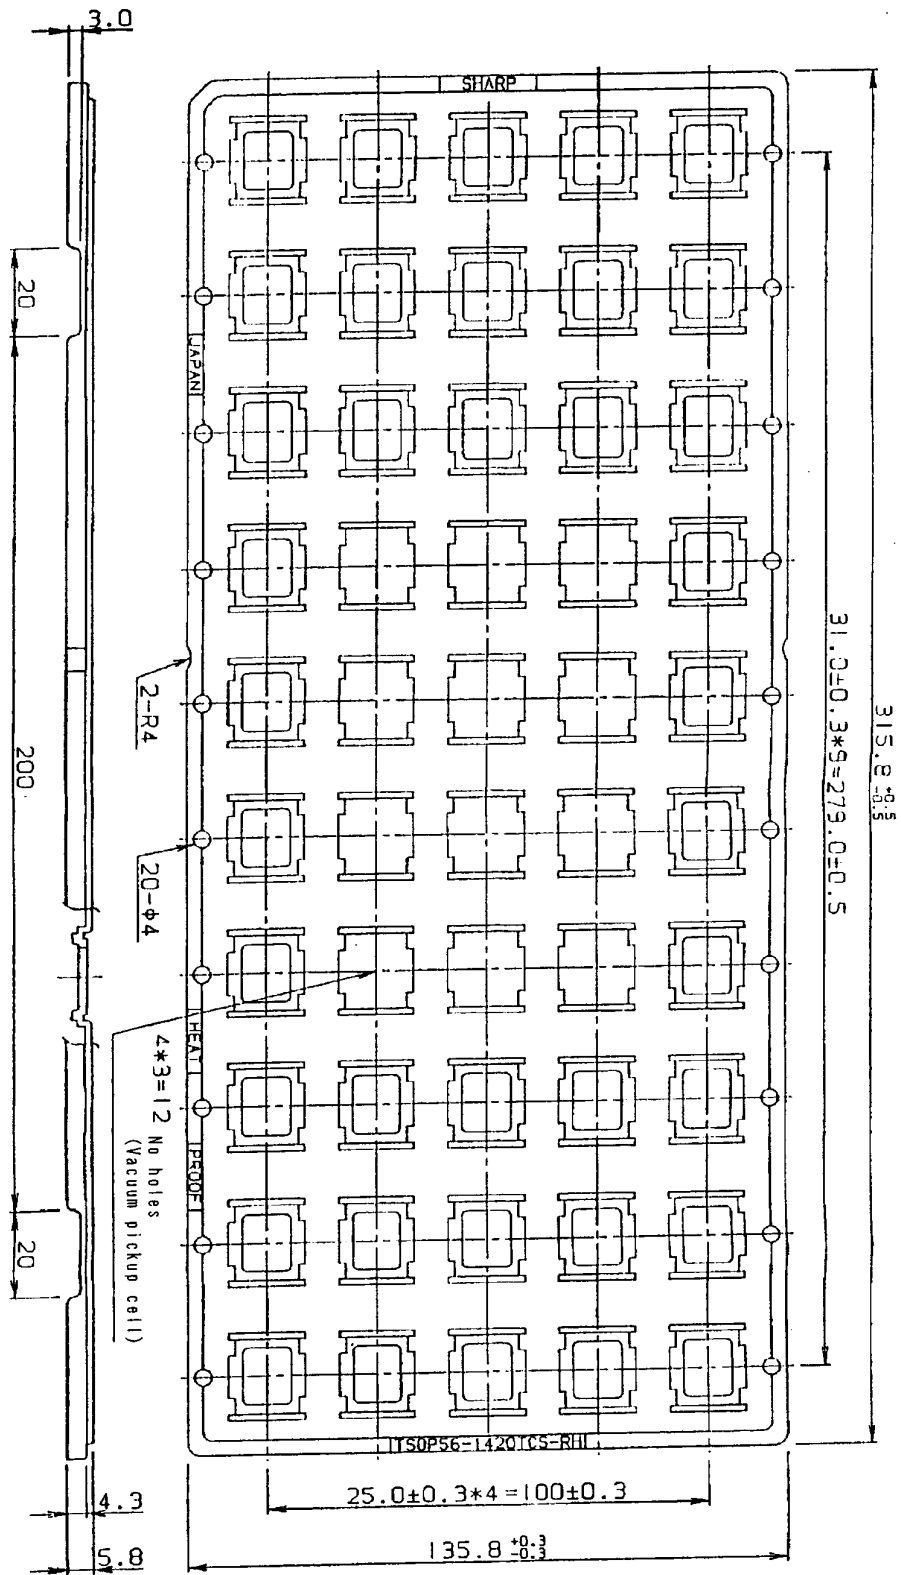 3.0
SHARP
20
JAPAN
315.8 +0.5 -0.5
31.0±0.3*9=279.0±0.5
2-R4
200
20-φ4
HEAT
4*3=12 No holes
(Vacuum pickup cell)
PROOF
20
TSOP56-1420TCS-RH
4.3
25.0±0.3*4=100±0.3
5.8
135.8 +0.3 -0.3